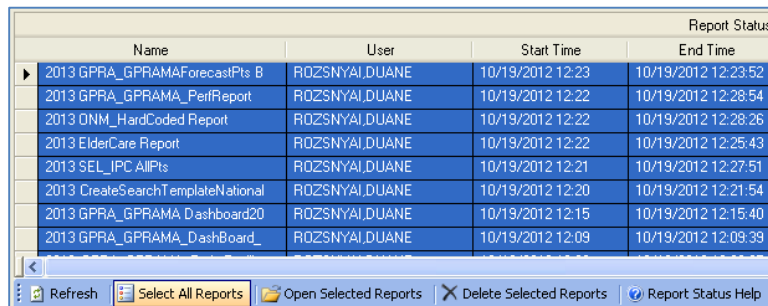 Report Status
Name User Start Time End Time
2013 GPRA_GPRAMAForecastPts B ROZSNYAI,DUANE 10/19/2012 12:23 10/19/2012 12:23:52
2013 GPRA_GPRAMA_PerfReport ROZSNYAI,DUANE 10/19/2012 12:22 10/19/2012 12:28:54
2013 ONM_HardCoded Report ROZSNYAI,DUANE 10/19/2012 12:22 10/19/2012 12:28:26
2013 ElderCare Report ROZSNYAI,DUANE 10/19/2012 12:22 10/19/2012 12:25:43
2013 SEL_IPC AllPts ROZSNYAI,DUANE 10/19/2012 12:21 10/19/2012 12:27:51
2013 CreateSearchTemplateNational ROZSNYAI,DUANE 10/19/2012 12:20 10/19/2012 12:21:54
2013 GPRA_GPRAMA Dashboard20 ROZSNYAI,DUANE 10/19/2012 12:15 10/19/2012 12:15:40
2013 GPRA_GPRAMA_DashBoard_ ROZSNYAI,DUANE 10/19/2012 12:09 10/19/2012 12:09:39
Refresh Select All Reports Open Selected Reports Delete Selected Reports Report Status Help